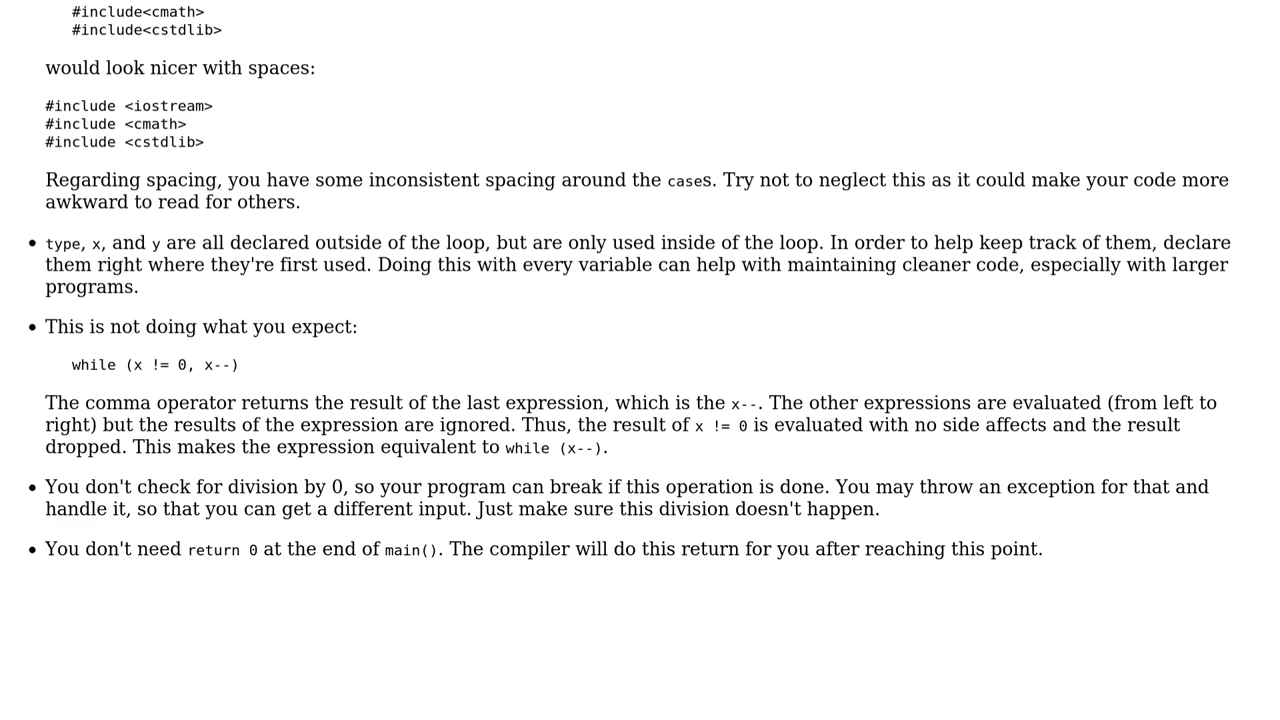 #include<cmath>
#include<cstdlib>
would look nicer with spaces:
#include <iostream>
#include <cmath>
#include <cstdlib>
Regarding spacing, you have some inconsistent spacing around the cases. Try not to neglect this as it could make your code more
awkward to read for others.
• type, x, and y are all declared outside of the loop, but are only used inside of the loop. In order to help keep track of them, declare
them right where they're first used. Doing this with every variable can help with maintaining cleaner code, especially with larger
programs.
• This is not doing what you expect:
while (x != 0, x--)
The comma operator returns the result of the last expression, which is the x--. The other expressions are evaluated (from left to
right) but the results of the expression are ignored. Thus, the result of x != 0 is evaluated with no side affects and the result
dropped. This makes the expression equivalent to while (x--).
• You don't check for division by 0, so your program can break if this operation is done. You may throw an exception for that and
handle it, so that you can get a different input. Just make sure this division doesn't happen.
• You don't need return 0 at the end of main(). The compiler will do this return for you after reaching this point.